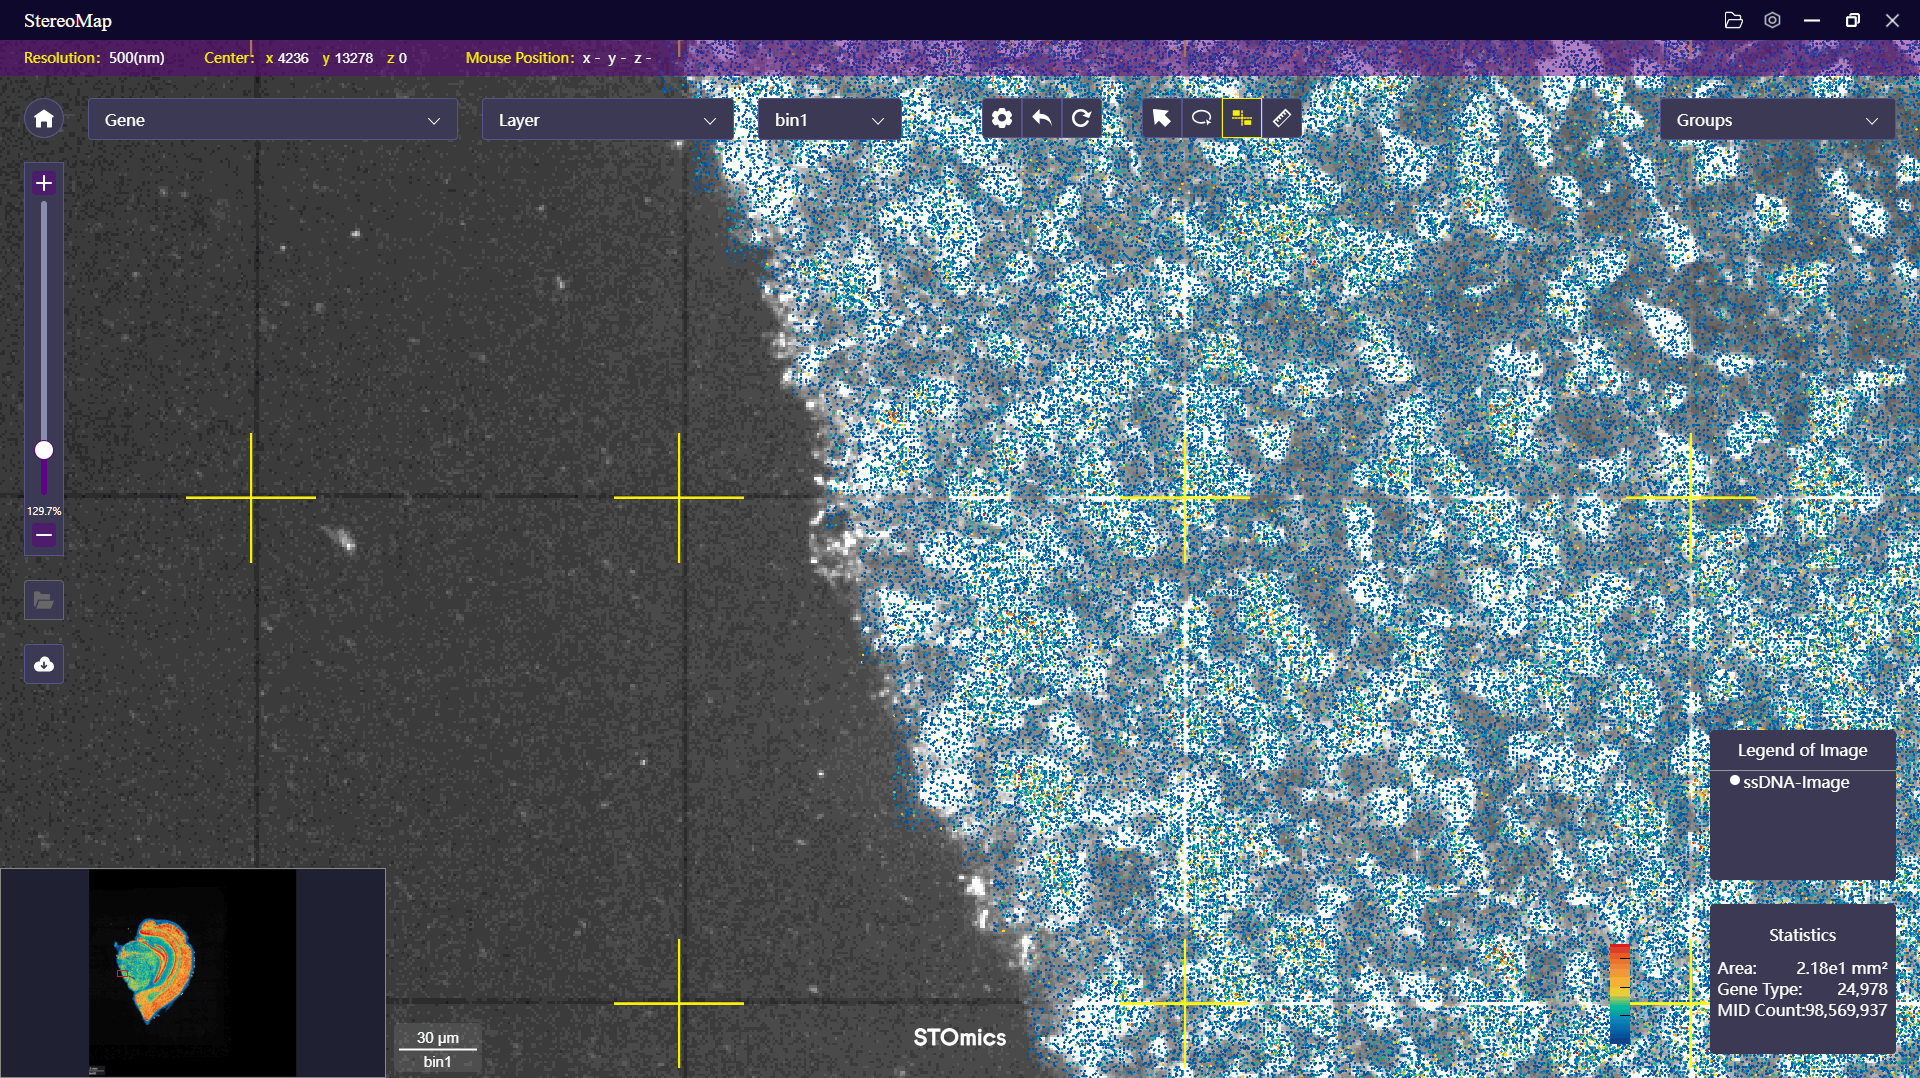 StereoMap
Resolution: 500(nm) Center: x 4236 y 13278 z 0 Mouse Position: x - y - z -
Gene Layer bin1 Groups
129.7%
Legend of Image
ssDNA-Image
Statistics
Area: 2.18e1 mm²
Gene Type: 24,978
MID Count:98,569,937
30 μm
bin1
STOmics